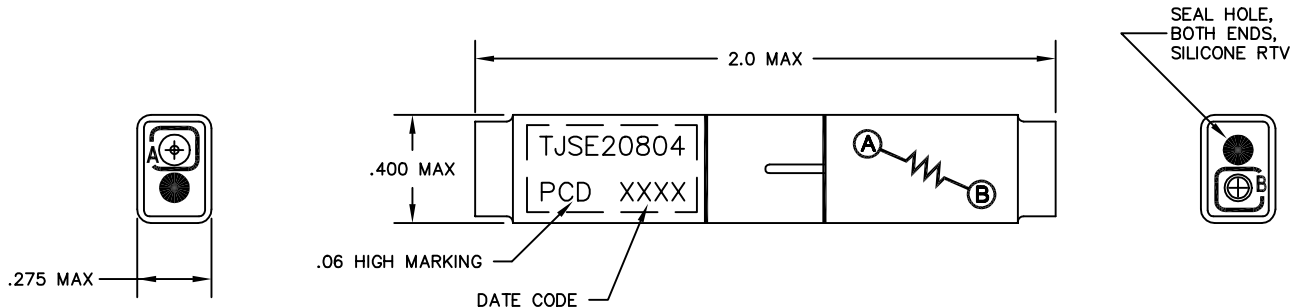 SEAL HOLE,
BOTH ENDS,
SILICONE RTV
2.0 MAX
A
TJSE20804
PCD XXXX
.400 MAX
A
B
B
.06 HIGH MARKING
.275 MAX
DATE CODE